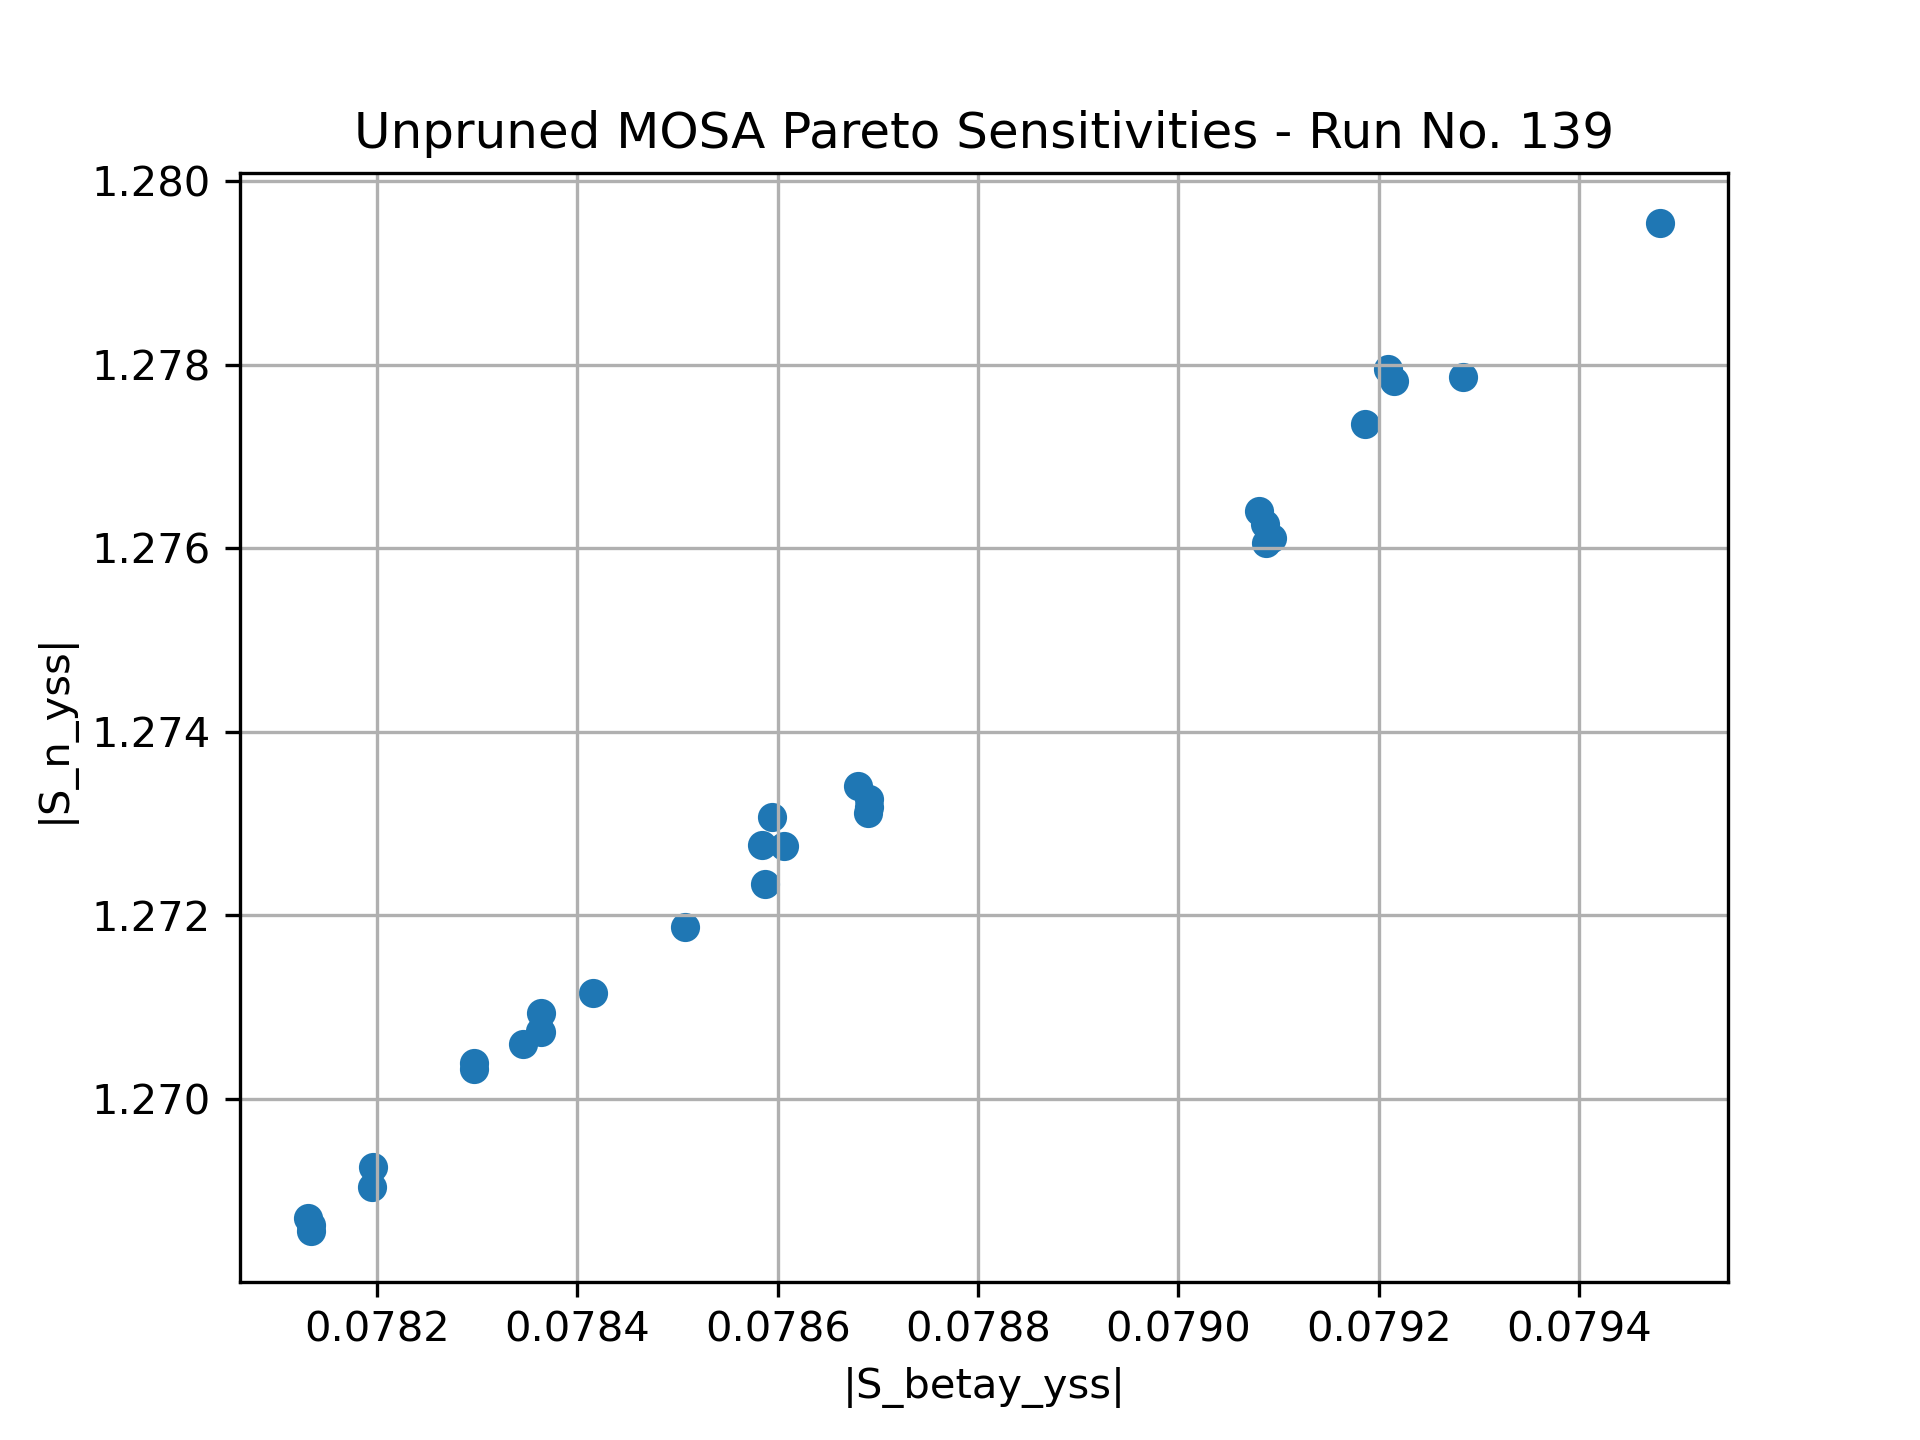 Unpruned MOSA Pareto Sensitivities - Run No. 139
1.280
1.278
1.276
1.274
1.272
1.270
|S_n_yss|
0.0782 0.0784 0.0786 0.0788 0.0790 0.0792 0.0794
|S_betay_yss|